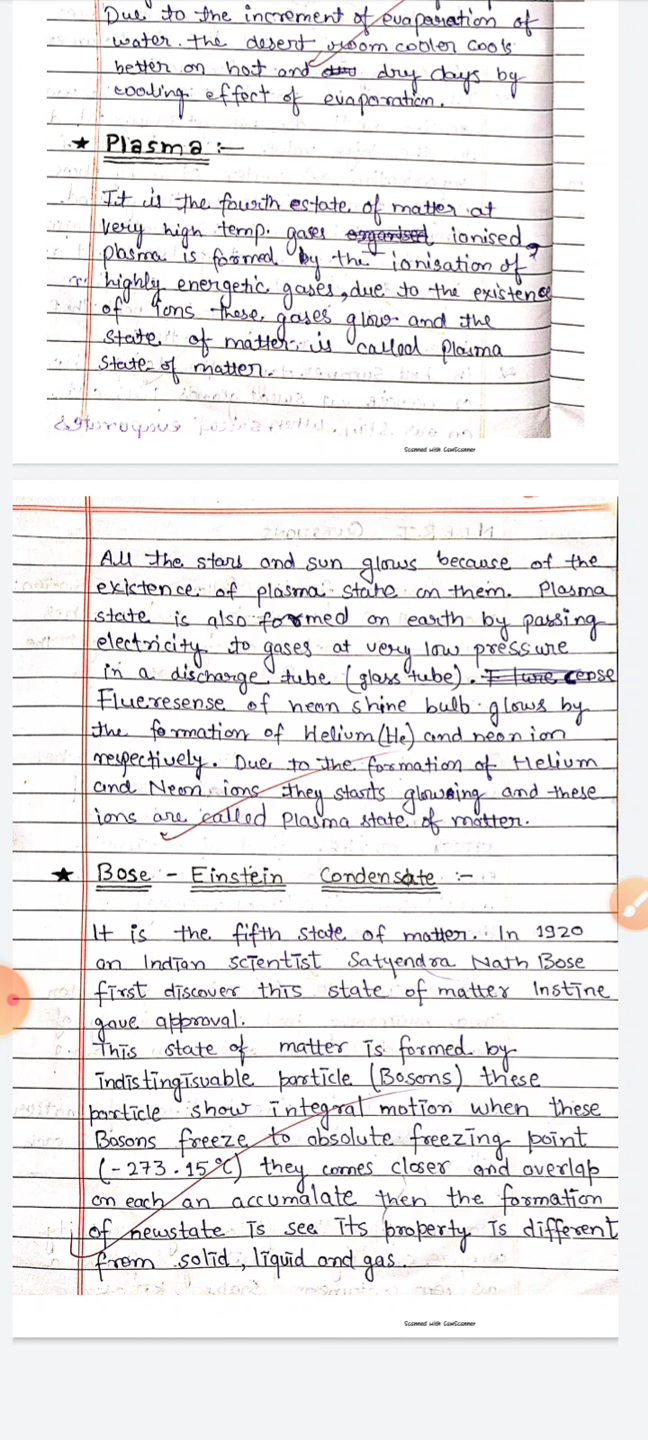 Due to the increment of evaporation of
water. the desert room cooler cools
better on hot and dry days by
cooling effect of evaporation.
★ Plasma :-
It is the fourth estate of matter at
very high temp. gases ionised,
plasma is formed by the ionisation of
highly energetic gases, due to the existence
of Ions these gases glow and the
state of matter is called plasma
state of matter.
Scanned with CamScanner
All the stars and sun glows because of the
existence of plasma state on them. Plasma
state is also formed on earth by passing
electricity to gases at very low pressure
in a discharge tube (glass tube).
Flueresense of neon shine bulb glows by
the formation of Helium (He) and neon ion
respectively. Due to the formation of Helium
and Neon ions they starts glowing and these
ions are called plasma state of matter.
★ Bose - Einstein Condensate :-
It is the fifth state of matter. In 1920
an Indian scientist Satyendra Nath Bose
first discover this state of matter Instine
gave approval.
This state of matter is formed by
indistingisuable particle (Bosons) these
particle show integral motion when these
Bosons freeze to absolute freezing point
(-273.15°C) they comes closer and overlap
on each an accumalate then the formation
of newstate is see its property is different
from solid, liquid and gas.
Scanned with CamScanner